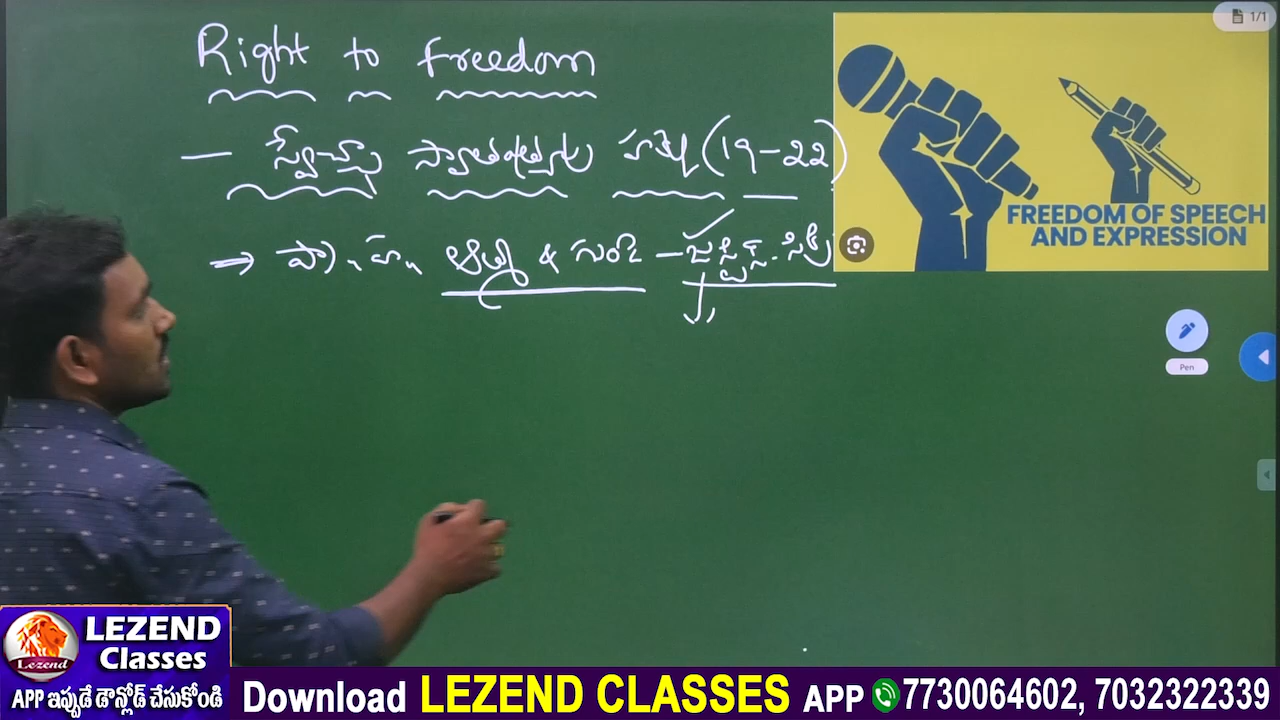 Right to freedom
— స్వేచ్ఛా స్వాతంత్ర్యపు హక్కు (19-22)
→ ప్రా. హ. ఆత్మ & గుండె - జస్టిస్.
FREEDOM OF SPEECH
AND EXPRESSION
1/1
Pen
LEZEND
Classes
Lezend
APP ఇప్పుడే డౌన్లోడ్ చేసుకోండి
Download LEZEND CLASSES APP 7730064602, 7032322339